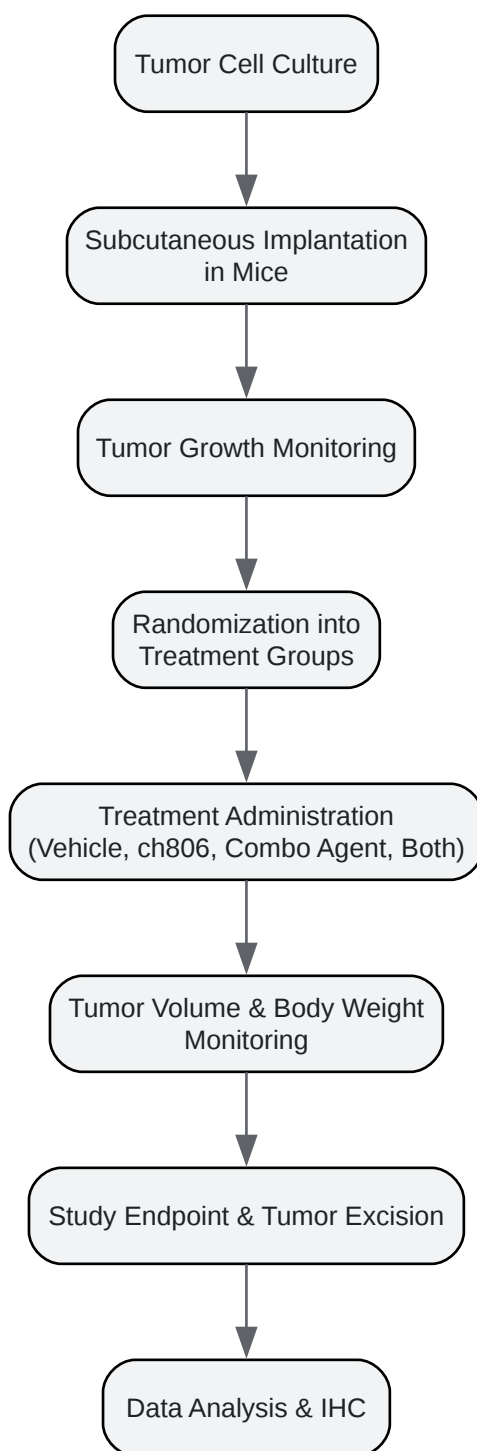 Tumor Cell Culture
Subcutaneous Implantation
in Mice
Tumor Growth Monitoring
Randomization into
Treatment Groups
Treatment Administration
(Vehicle, ch806, Combo Agent, Both)
Tumor Volume & Body Weight
Monitoring
Study Endpoint & Tumor Excision
Data Analysis & IHC